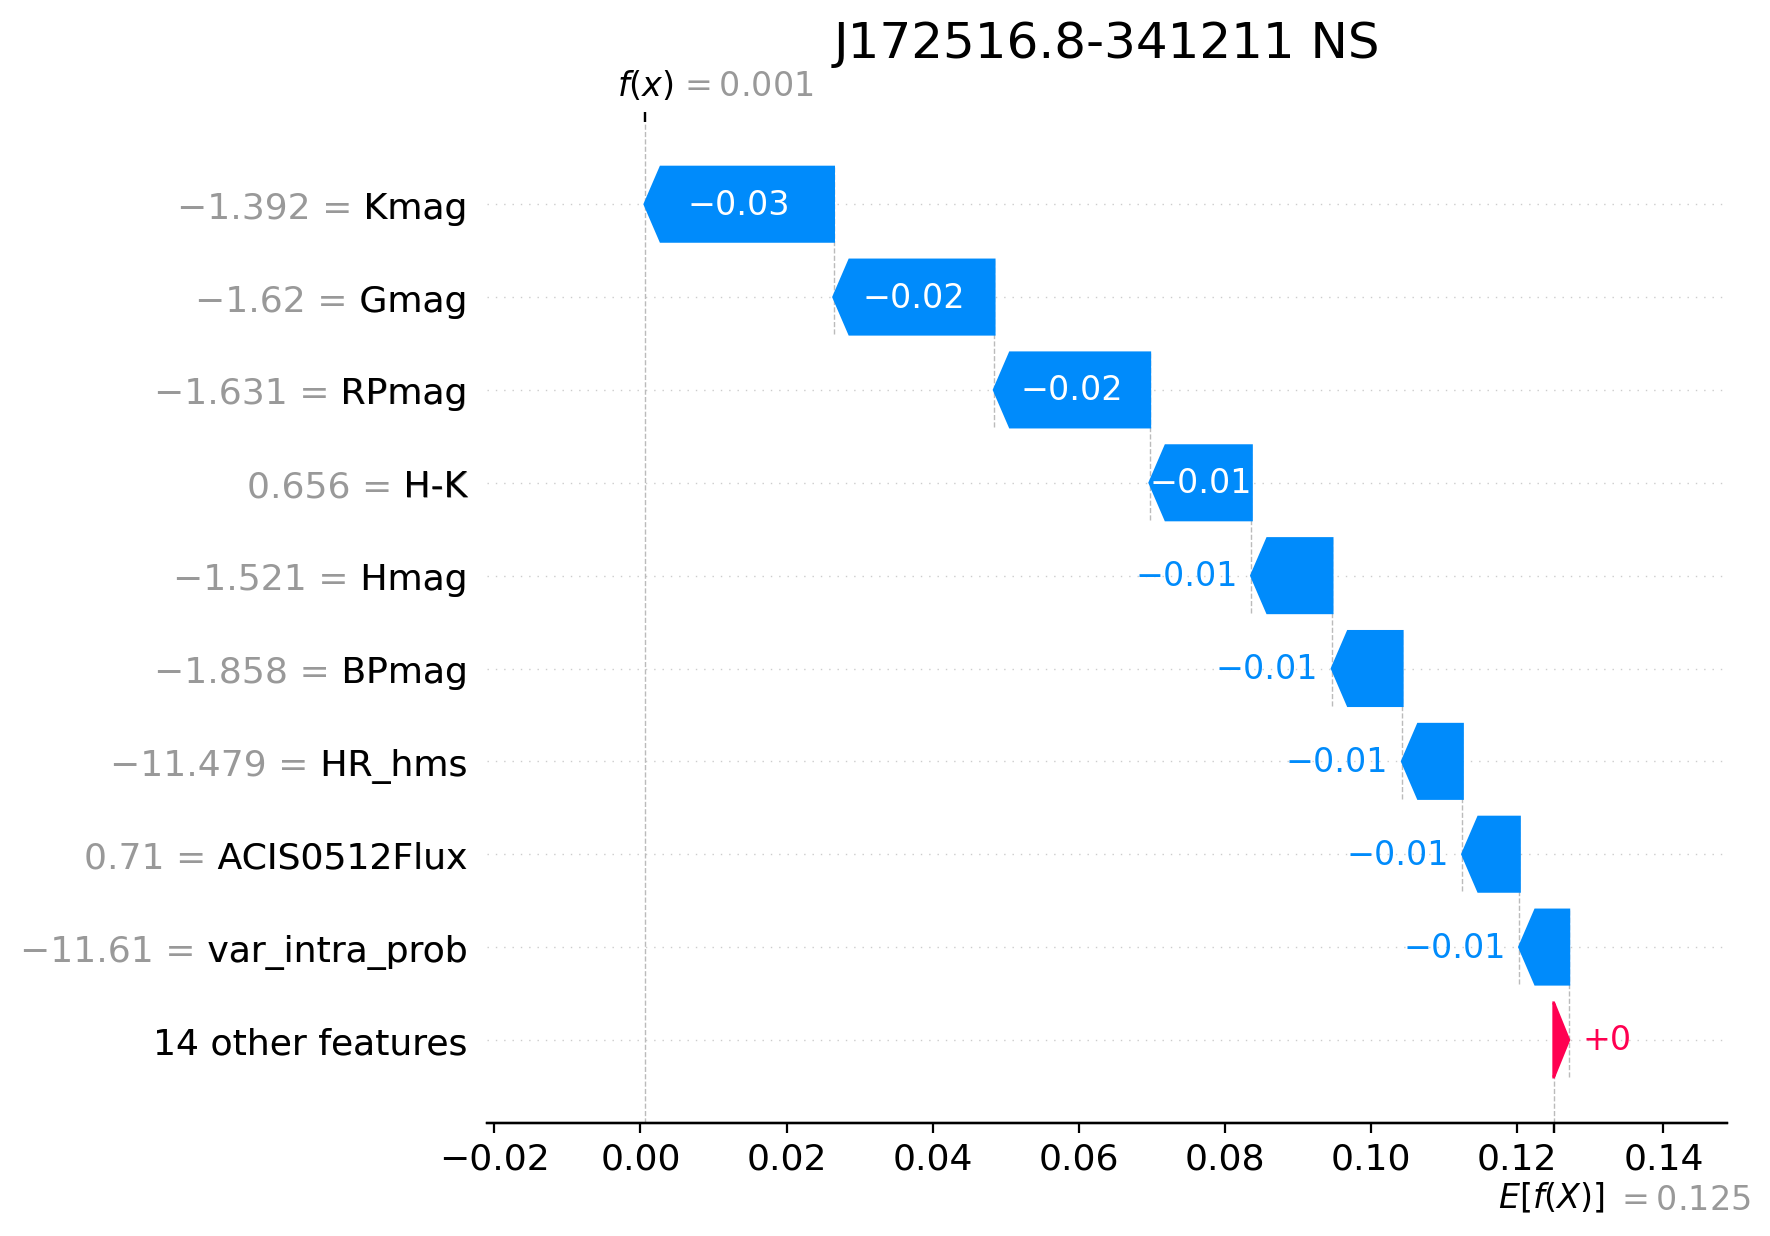 J172516.8-341211 NS
f(x) = 0.001
−1.392 = Kmag
−0.03
−1.62 = Gmag
−0.02
−1.631 = RPmag
−0.02
0.656 = H-K
−0.01
−1.521 = Hmag
−0.01
−1.858 = BPmag
−0.01
−11.479 = HR_hms
−0.01
0.71 = ACIS0512Flux
−0.01
−11.61 = var_intra_prob
−0.01
14 other features
+0
−0.02 0.00 0.02 0.04 0.06 0.08 0.10 0.12 0.14
E[f(X)] = 0.125